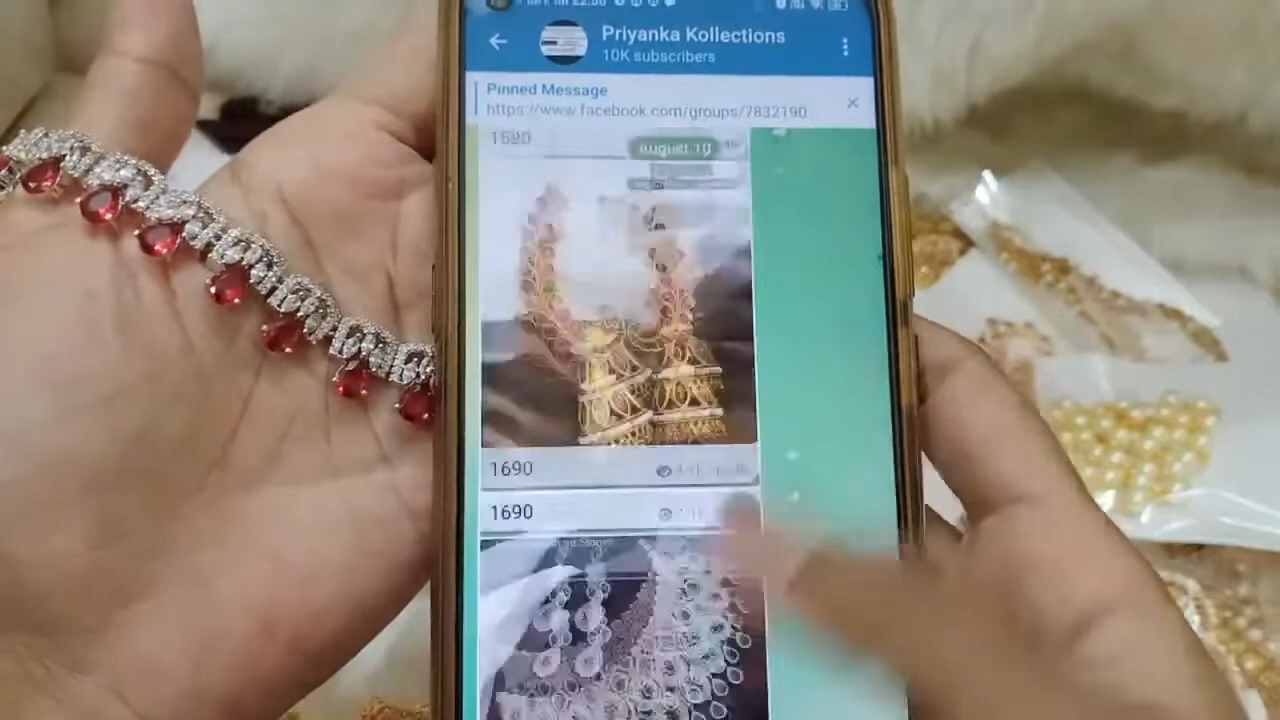 Priyanka Kollections
10K subscribers
Pinned Message
https://www.facebook.com/groups/7832190
1590
August 10
1690
1690